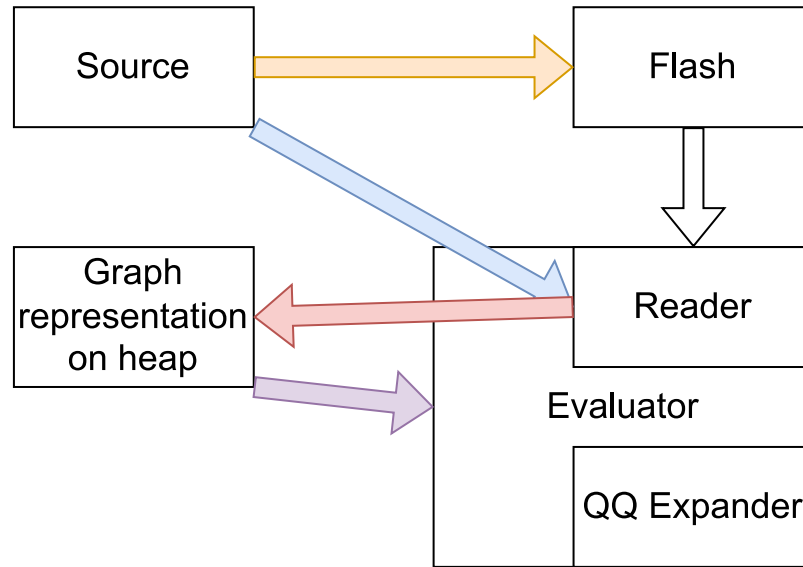 Source
Flash
Graph
representation
on heap
Reader
Evaluator
QQ Expander